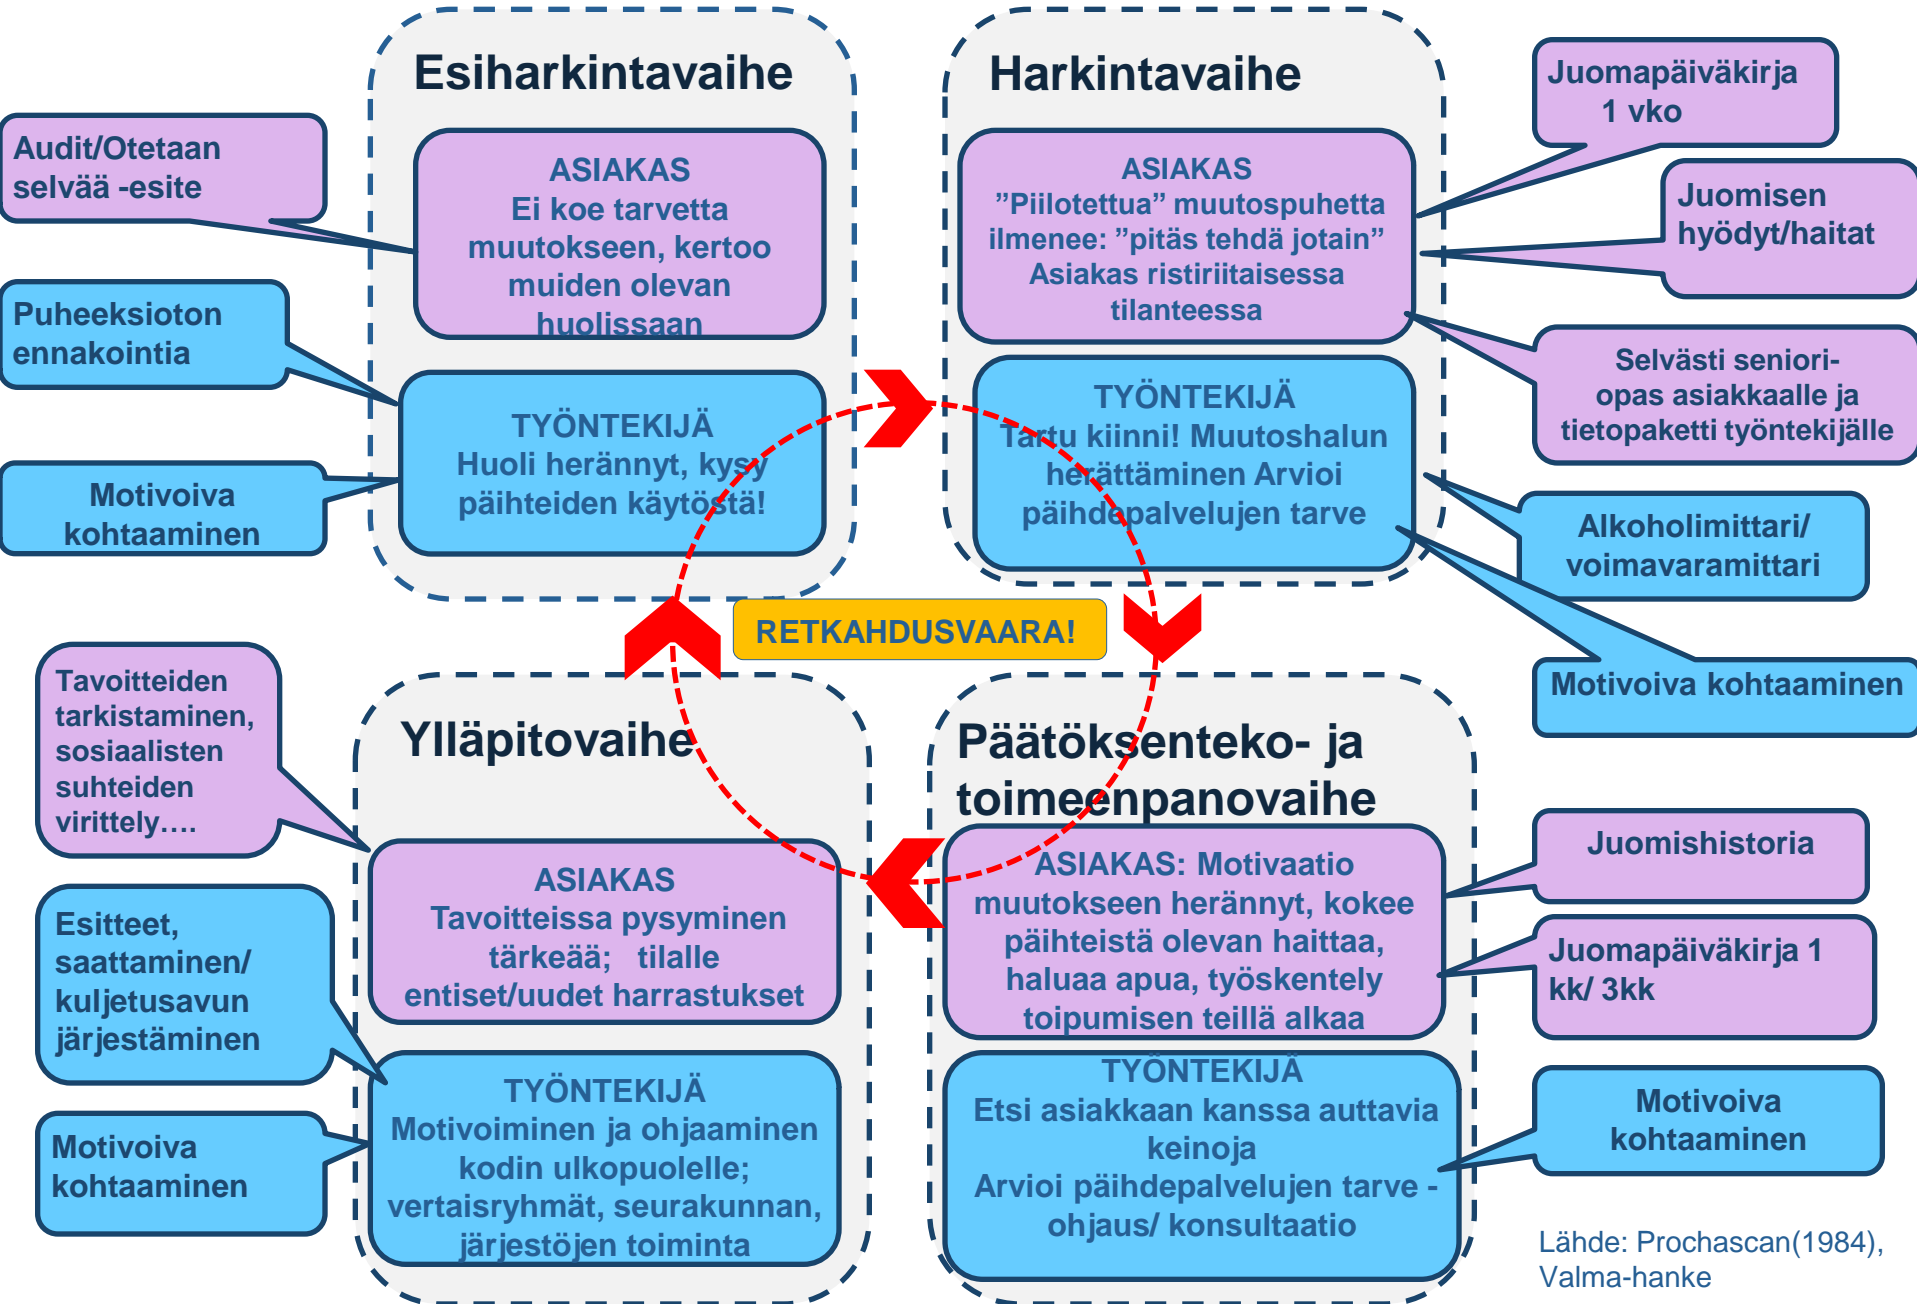 Esiharkintavaihe
Audit/Otetaan
selvää -esite
ASIAKAS
Ei koe tarvetta
muutokseen, kertoo
muiden olevan
huolissaan
Puheeksioton
ennakointia
TYÖNTEKIJÄ
Huoli herännyt, kysy
päihteiden käytöstä!
Motivoiva
kohtaaminen
Harkintavaihe
ASIAKAS
”Piilotettua” muutospuhetta
ilmenee: ”pitäs tehdä jotain”
Asiakas ristiriitaisessa
tilanteessa
Juomapäiväkirja
1 vko
Juomisen
hyödyt/haitat
Selvästi seniori-
opas asiakkaalle ja
tietopaketti työntekijälle
TYÖNTEKIJÄ
Tartu kiinni! Muutoshalun
herättäminen Arvioi
päihdepalvelujen tarve
Alkoholimittari/
voimavaramittari
Motivoiva kohtaaminen
RETKAHDUSVAARA!
Ylläpitovaihe
Tavoitteiden
tarkistaminen,
sosiaalisten
suhteiden
virittely….
ASIAKAS
Tavoitteissa pysyminen
tärkeää; tilalle
entiset/uudet harrastukset
Esitteet,
saattaminen/
kuljetusavun
järjestäminen
TYÖNTEKIJÄ
Motivoiminen ja ohjaaminen
kodin ulkopuolelle;
vertaisryhmät, seurakunnan,
järjestöjen toiminta
Motivoiva
kohtaaminen
Päätöksenteko- ja
toimeenpanovaihe
ASIAKAS: Motivaatio
muutokseen herännyt, kokee
päihteistä olevan haittaa,
haluaa apua, työskentely
toipumisen teillä alkaa
Juomishistoria
Juomapäiväkirja 1
kk/ 3kk
TYÖNTEKIJÄ
Etsi asiakkaan kanssa auttavia
keinoja
Arvioi päihdepalvelujen tarve -
ohjaus/ konsultaatio
Motivoiva
kohtaaminen
Lähde: Prochascan(1984),
Valma-hanke